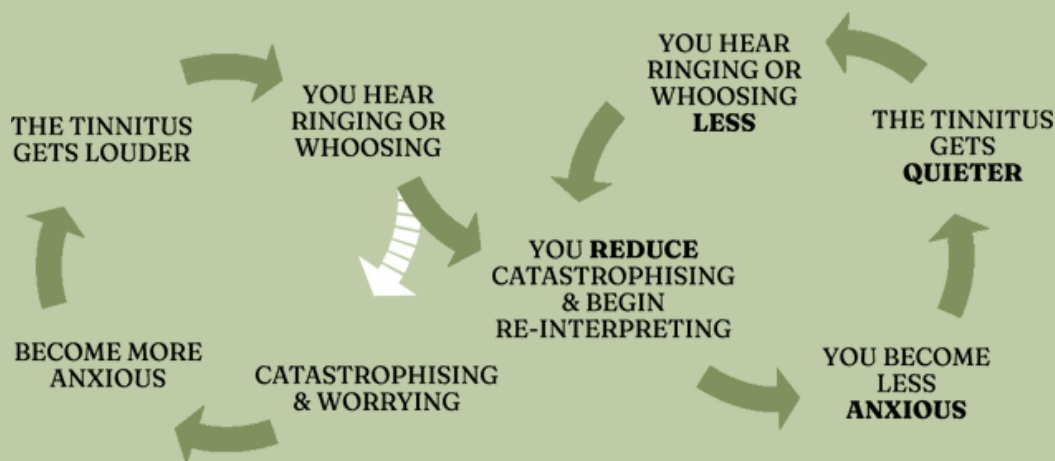 YOU HEAR
RINGING OR
WHOOSING
THE TINNITUS
GETS LOUDER
BECOME MORE
ANXIOUS
CATASTROPHISING
& WORRYING
YOU REDUCE
CATASTROPHISING
& BEGIN
RE-INTERPRETING
YOU BECOME
LESS
ANXIOUS
THE TINNITUS
GETS
QUIETER
YOU HEAR
RINGING OR
WHOOSING
LESS